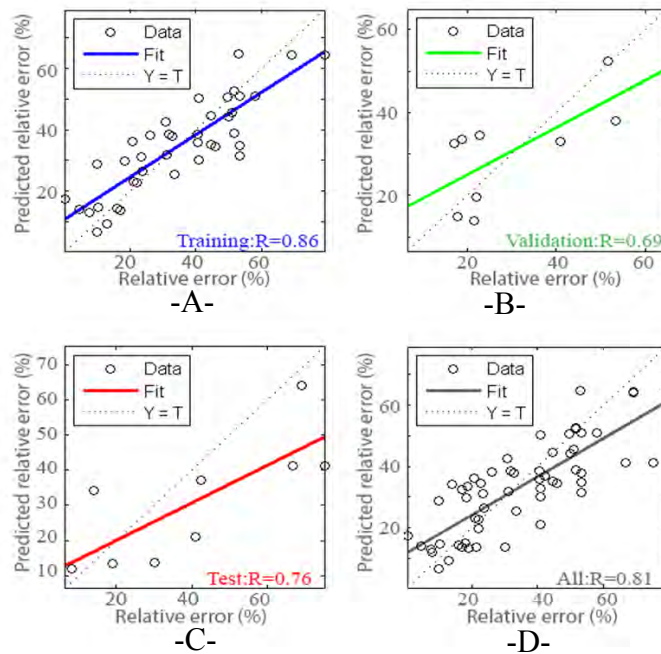 Data
Fit
Y = T
Predicted relative error (%)
60
40
20
Training:R=0.86
20 40 60
Relative error (%)
-A-
Data
Fit
Y = T
Predicted relative error (%)
60
40
20
Validation:R=0.69
20 40 60
Relative error (%)
-B-
Data
Fit
Y = T
Predicted relative error (%)
70
50
40
30
20
10
Test:R=0.76
20 40 60
Relative error (%)
-C-
Data
Fit
Y = T
Predicted relative error (%)
60
40
20
All:R=0.81
20 40 60
Relative error (%)
-D-